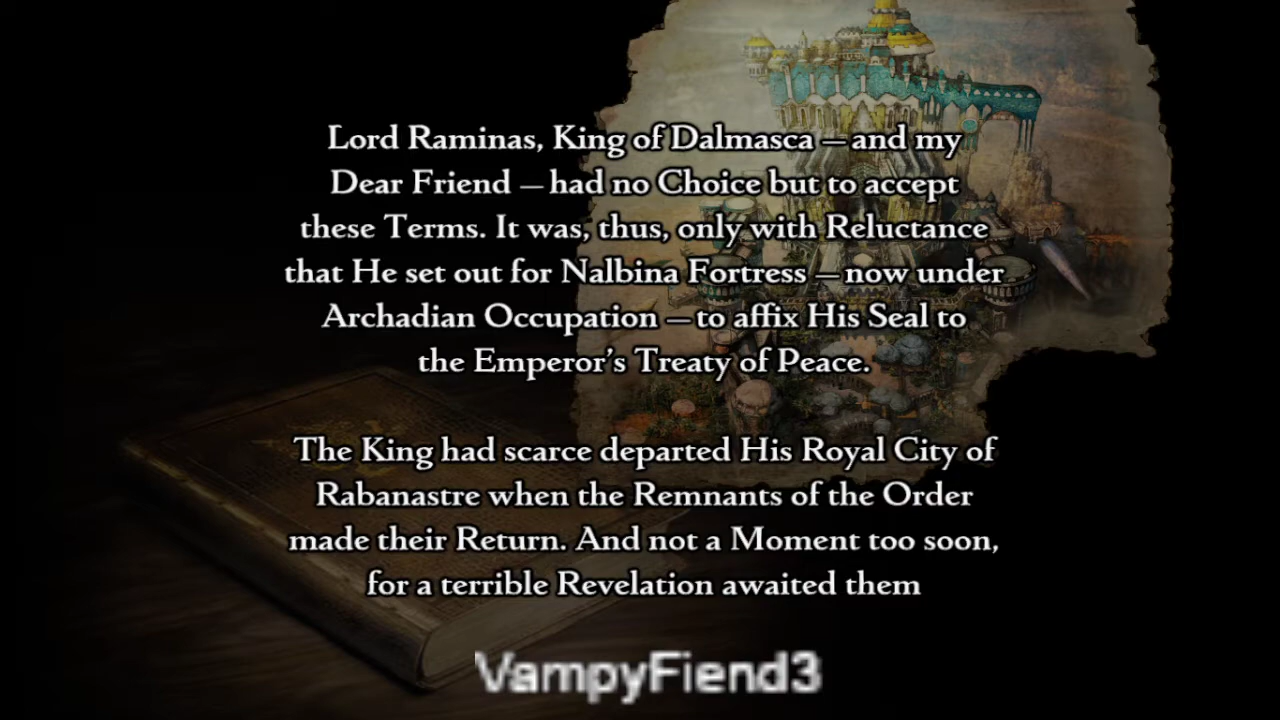 Lord Raminas, King of Dalmasca — and my
Dear Friend — had no Choice but to accept
these Terms. It was, thus, only with Reluctance
that He set out for Nalbina Fortress — now under
Archadian Occupation — to affix His Seal to
the Emperor's Treaty of Peace.
The King had scarce departed His Royal City of
Rabanastre when the Remnants of the Order
made their Return. And not a Moment too soon,
for a terrible Revelation awaited them
VampyFiend3